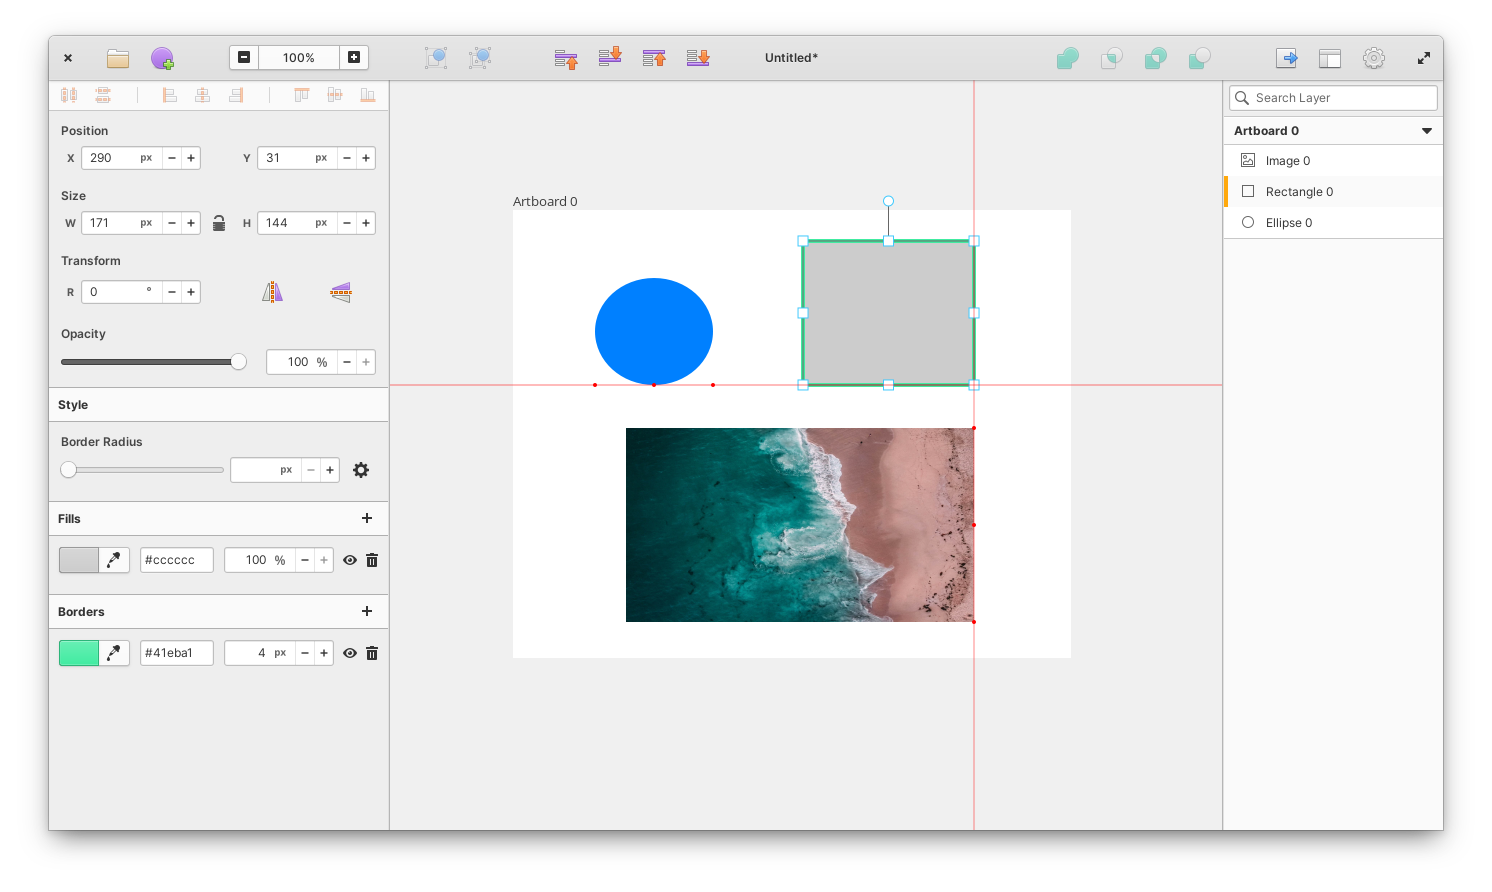 100%
Untitled*
Search Layer
Position
X 290 px Y 31 px
Size
W 171 px H 144 px
Transform
R 0 °
Opacity
100 %
Style
Border Radius
px
Fills
#cccccc 100 %
Borders
#41eba1 4 px
Artboard 0
Artboard 0
Image 0
Rectangle 0
Ellipse 0